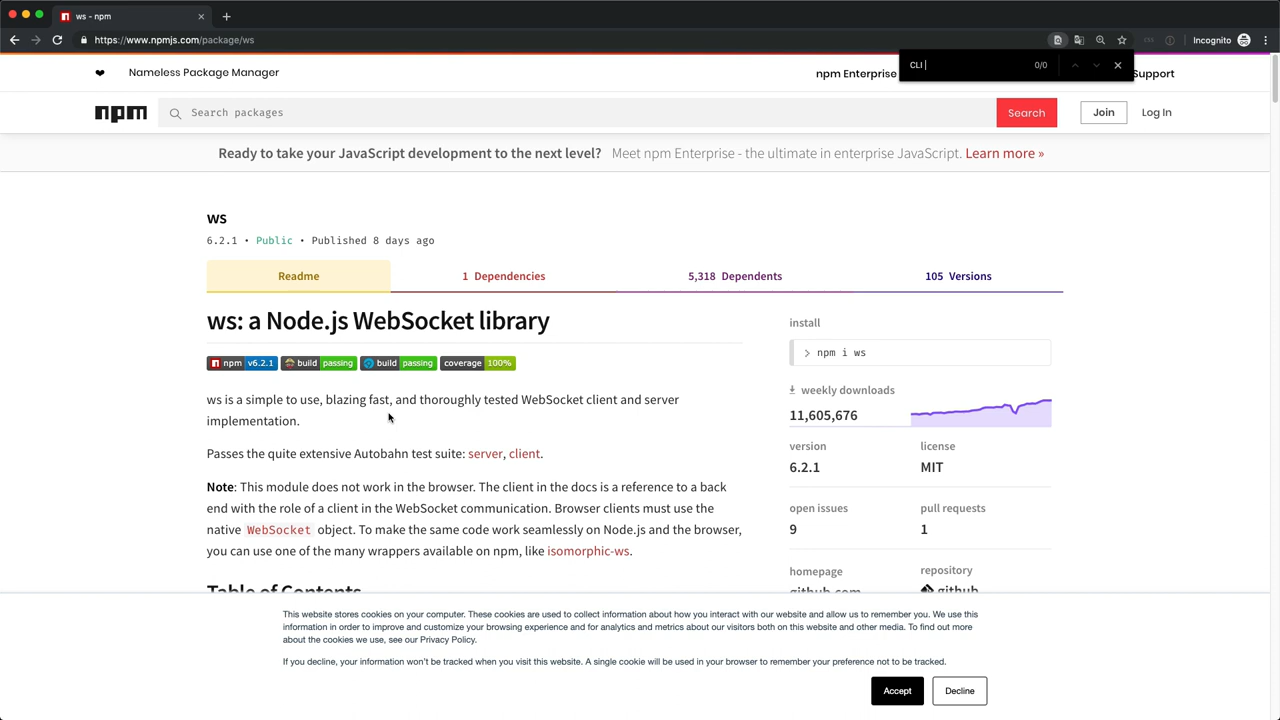 ws - npm
https://www.npmjs.com/package/ws
Incognito
CLI
0/0
Nameless Package Manager
npm Enterprise
Support
npm
Search packages
Search
Join
Log In
Ready to take your JavaScript development to the next level? Meet npm Enterprise - the ultimate in enterprise JavaScript. Learn more »
ws
6.2.1 • Public • Published 8 days ago
Readme
1 Dependencies
5,318 Dependents
105 Versions
ws: a Node.js WebSocket library
npm v6.2.1 build passing build passing coverage 100%
ws is a simple to use, blazing fast, and thoroughly tested WebSocket client and server
implementation.
Passes the quite extensive Autobahn test suite: server, client.
Note: This module does not work in the browser. The client in the docs is a reference to a back
end with the role of a client in the WebSocket communication. Browser clients must use the
native WebSocket object. To make the same code work seamlessly on Node.js and the browser,
you can use one of the many wrappers available on npm, like isomorphic-ws.
Table of Contents
install
> npm i ws
weekly downloads
11,605,676
version
6.2.1
license
MIT
open issues
9
pull requests
1
homepage
github.com
repository
github
This website stores cookies on your computer. These cookies are used to collect information about how you interact with our website and allow us to remember you. We use this
information in order to improve and customize your browsing experience and for analytics and metrics about our visitors both on this website and other media. To find out more
about the cookies we use, see our Privacy Policy.
If you decline, your information won't be tracked when you visit this website. A single cookie will be used in your browser to remember your preference not to be tracked.
Accept
Decline